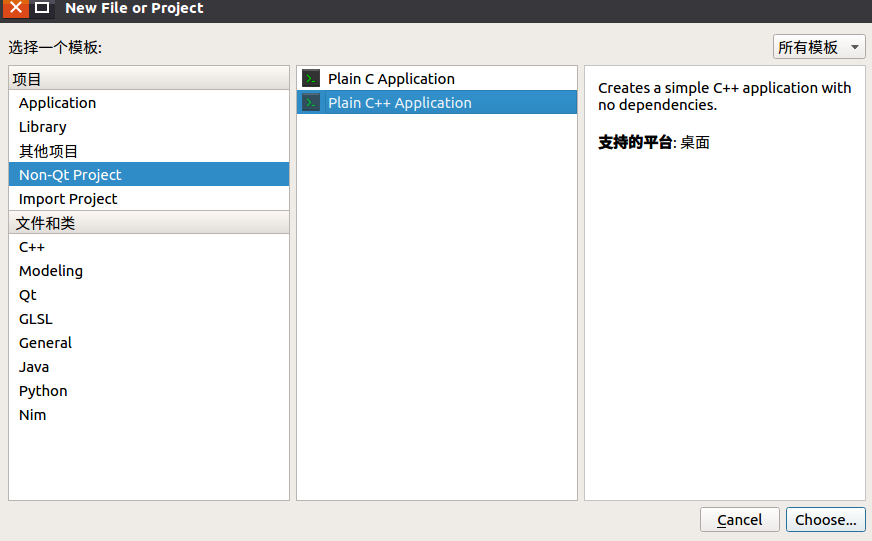 New File or Project
选择一个模板:
所有模板
项目
Application
Library
其他项目
Non-Qt Project
Import Project
文件和类
C++
Modeling
Qt
GLSL
General
Java
Python
Nim
Plain C Application
Plain C++ Application
Creates a simple C++ application with
no dependencies.
支持的平台: 桌面
Cancel
Choose...